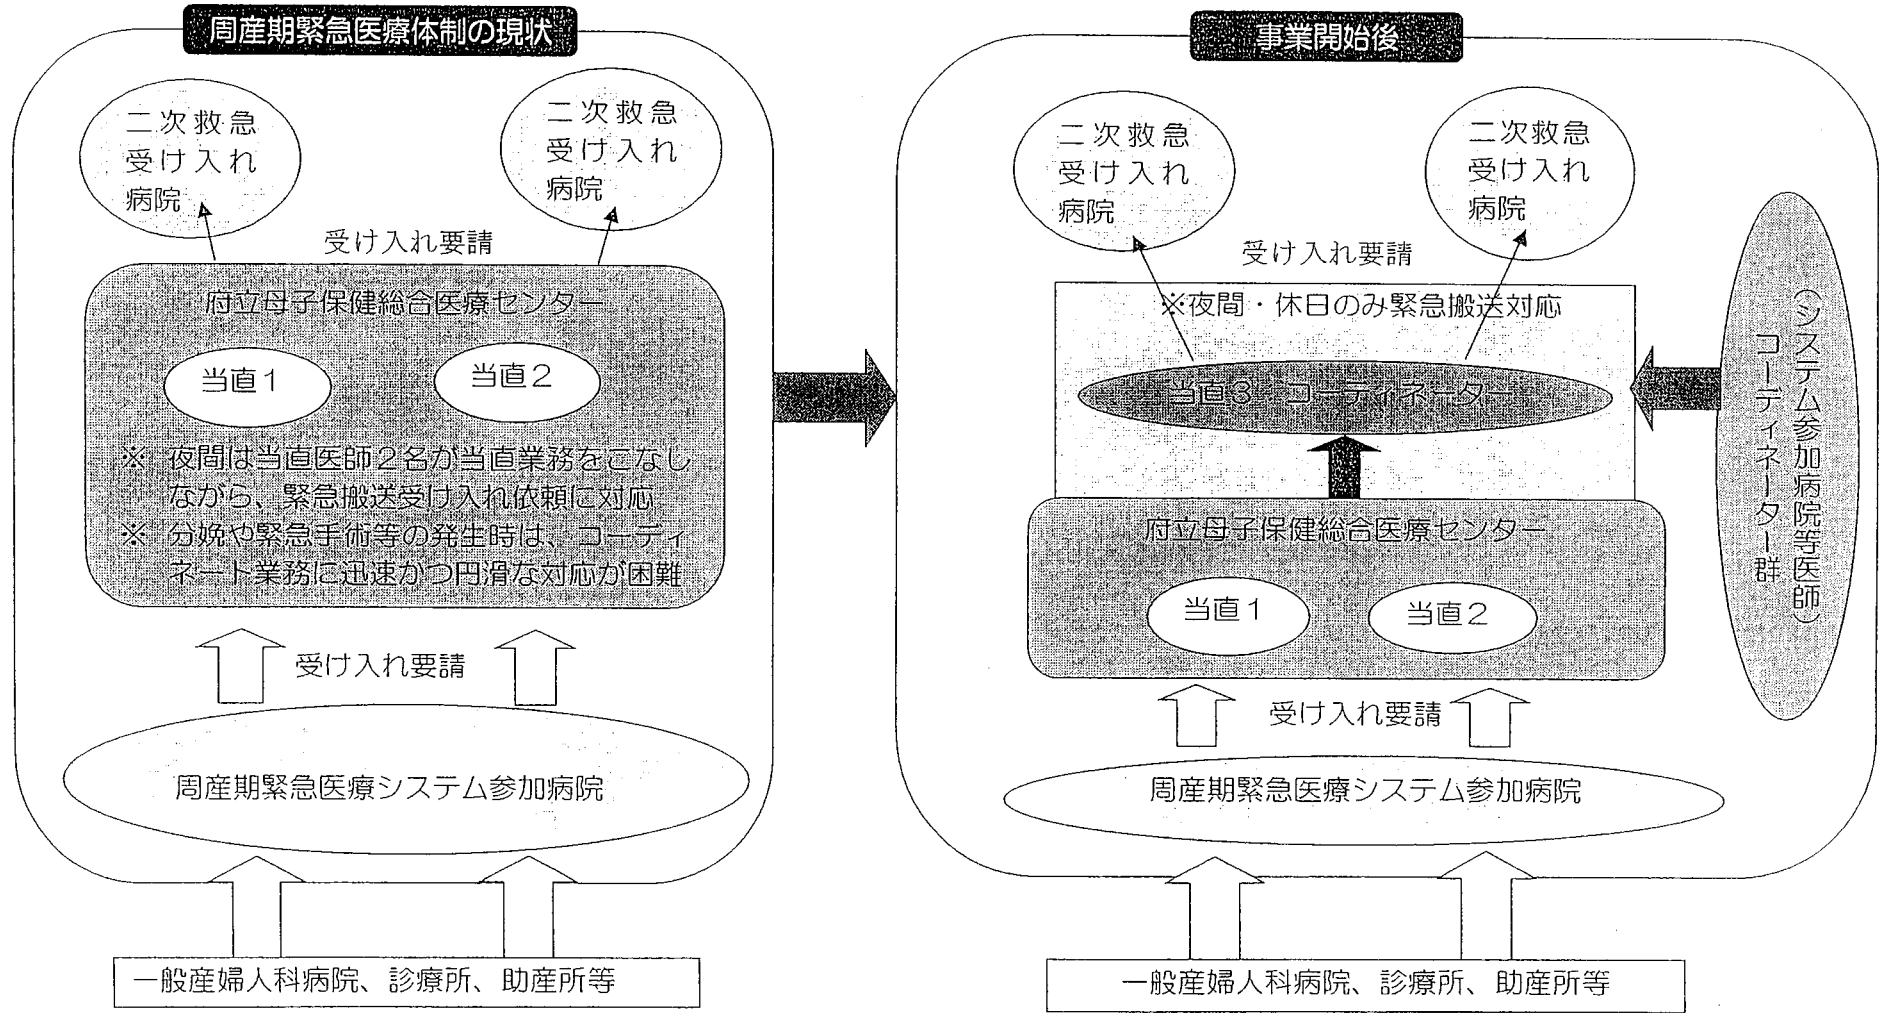 周産期緊急医療体制の現状
二次救急
受け入れ
病院
二次救急
受け入れ
病院
受け入れ要請
府立母子保健総合医療センター
当直1
当直2
※ 夜間は当直医師2名が当直業務をこなし
ながら、緊急搬送受け入れ依頼に対応
※ 分娩や緊急手術等の発生時は、コーディ
ネート業務に迅速かつ円滑な対応が困難
受け入れ要請
周産期緊急医療システム参加病院
一般産婦人科病院、診療所、助産所等
事業開始後
二次救急
受け入れ
病院
二次救急
受け入れ
病院
受け入れ要請
※夜間・休日のみ緊急搬送対応
当直3 コーディネーター
府立母子保健総合医療センター
当直1
当直2
受け入れ要請
周産期緊急医療システム参加病院
一般産婦人科病院、診療所、助産所等
(システム参加病院等医師)
コーディネーター群